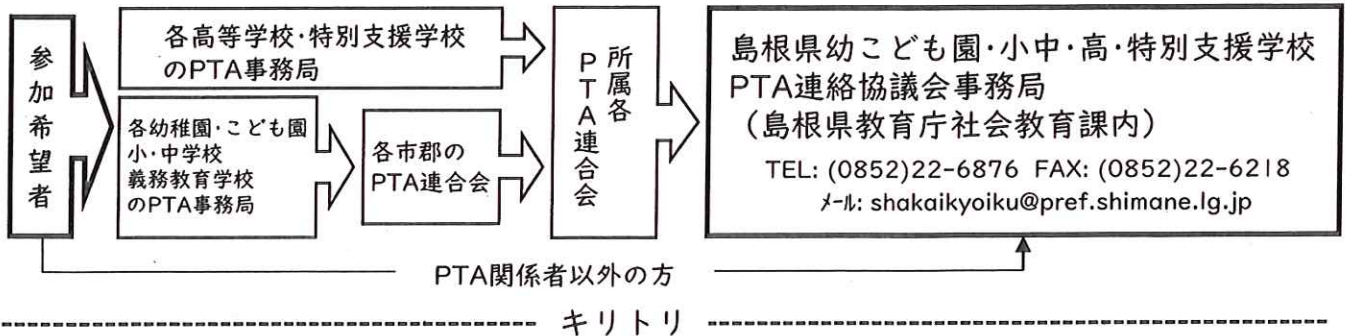 参加希望者
各高等学校・特別支援学校
のPTA事務局
各幼稚園・こども園
小・中学校
義務教育学校
のPTA事務局
各市郡の
PTA連合会
所属各
PTA連合会
島根県幼こども園・小中・高・特別支援学校
PTA連絡協議会事務局
（島根県教育庁社会教育課内）
TEL: (0852)22-6876 FAX: (0852)22-6218
メール: shakaikyoiku@pref.shimane.lg.jp
PTA関係者以外の方
キリトリ